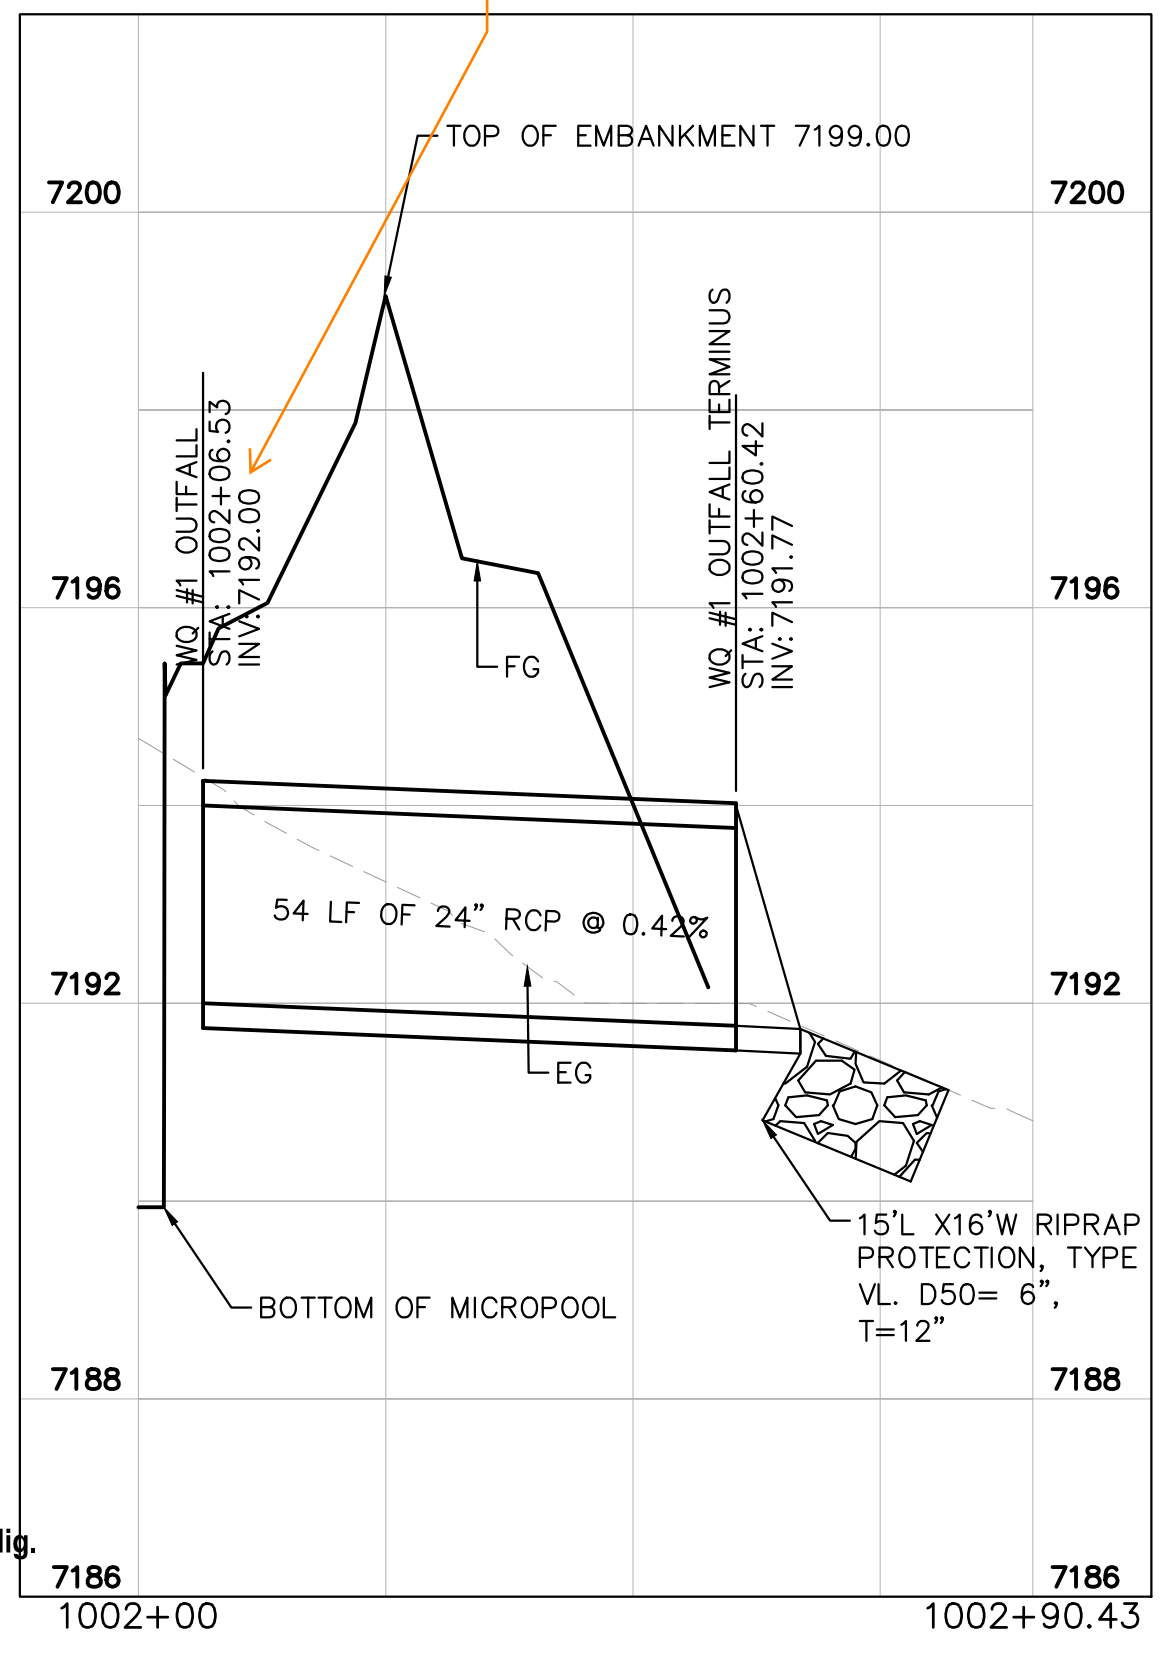 TOP OF EMBANKMENT 7199.00
7200
7200
WQ #1 OUTFALL
STA: 1002+06.53
INV:7192.00
WQ #1 OUTFALL TERMINUS
STA: 1002+60.42
INV:7191.77
7196
7196
FG
54 LF OF 24" RCP @ 0.42%
7192
7192
EG
15'L X16'W RIPRAP
PROTECTION, TYPE
VL. D50= 6",
T=12"
BOTTOM OF MICROPOOL
7188
7188
lig.
7186
7186
1002+00
1002+90.43